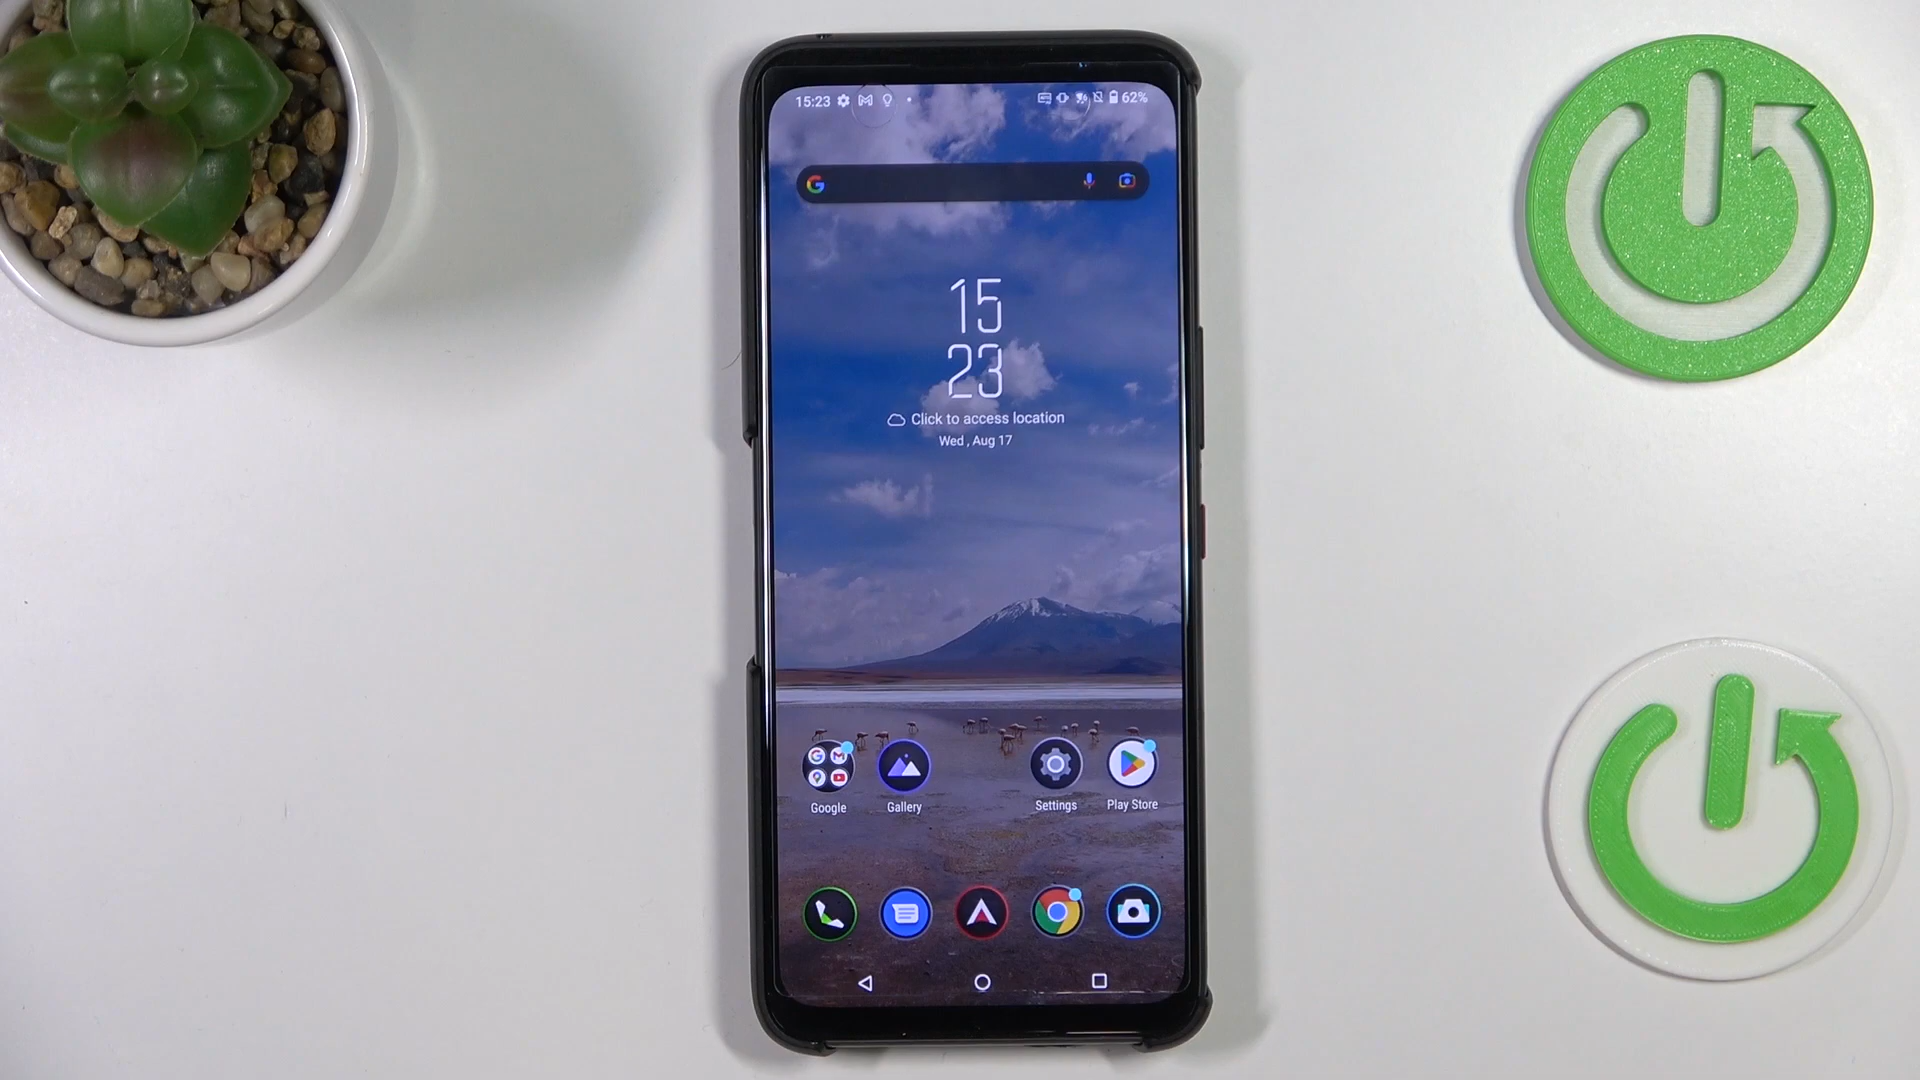 15:23
62%
15
23
Click to access location
Wed , Aug 17
Google
Gallery
Settings
Play Store